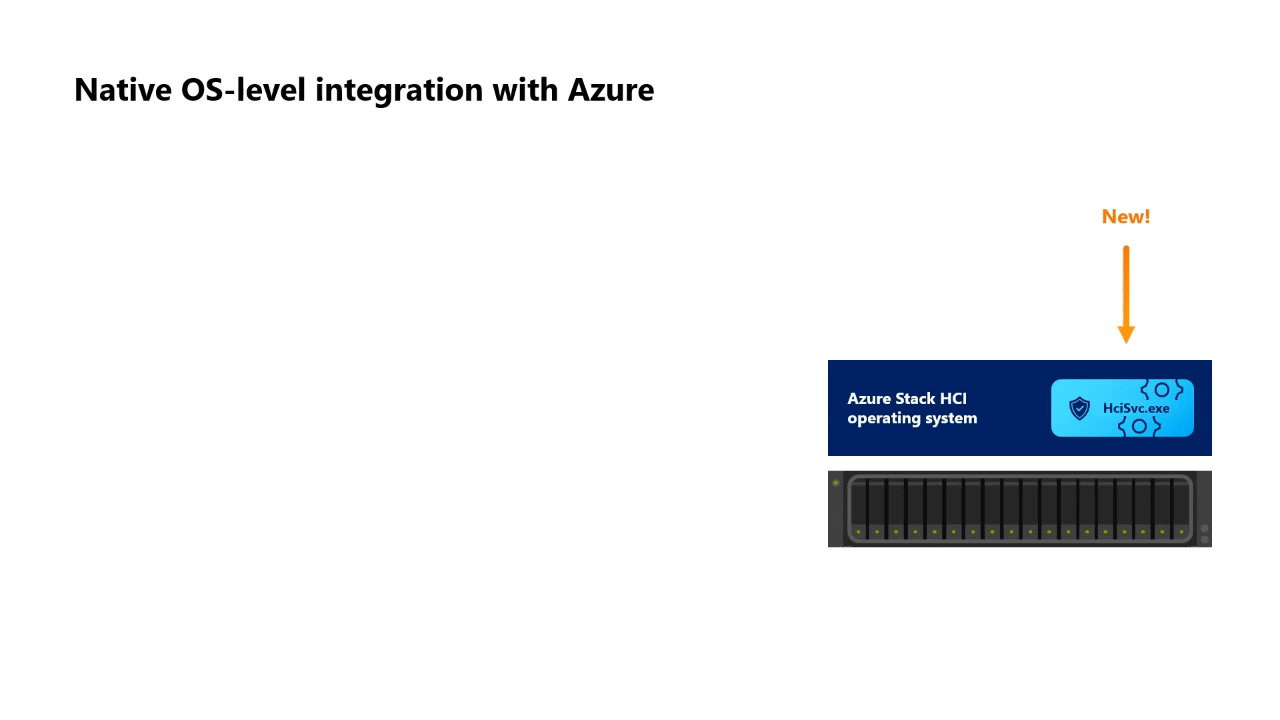 Native OS-level integration with Azure
New!
Azure Stack HCI
operating system
HciSvc.exe